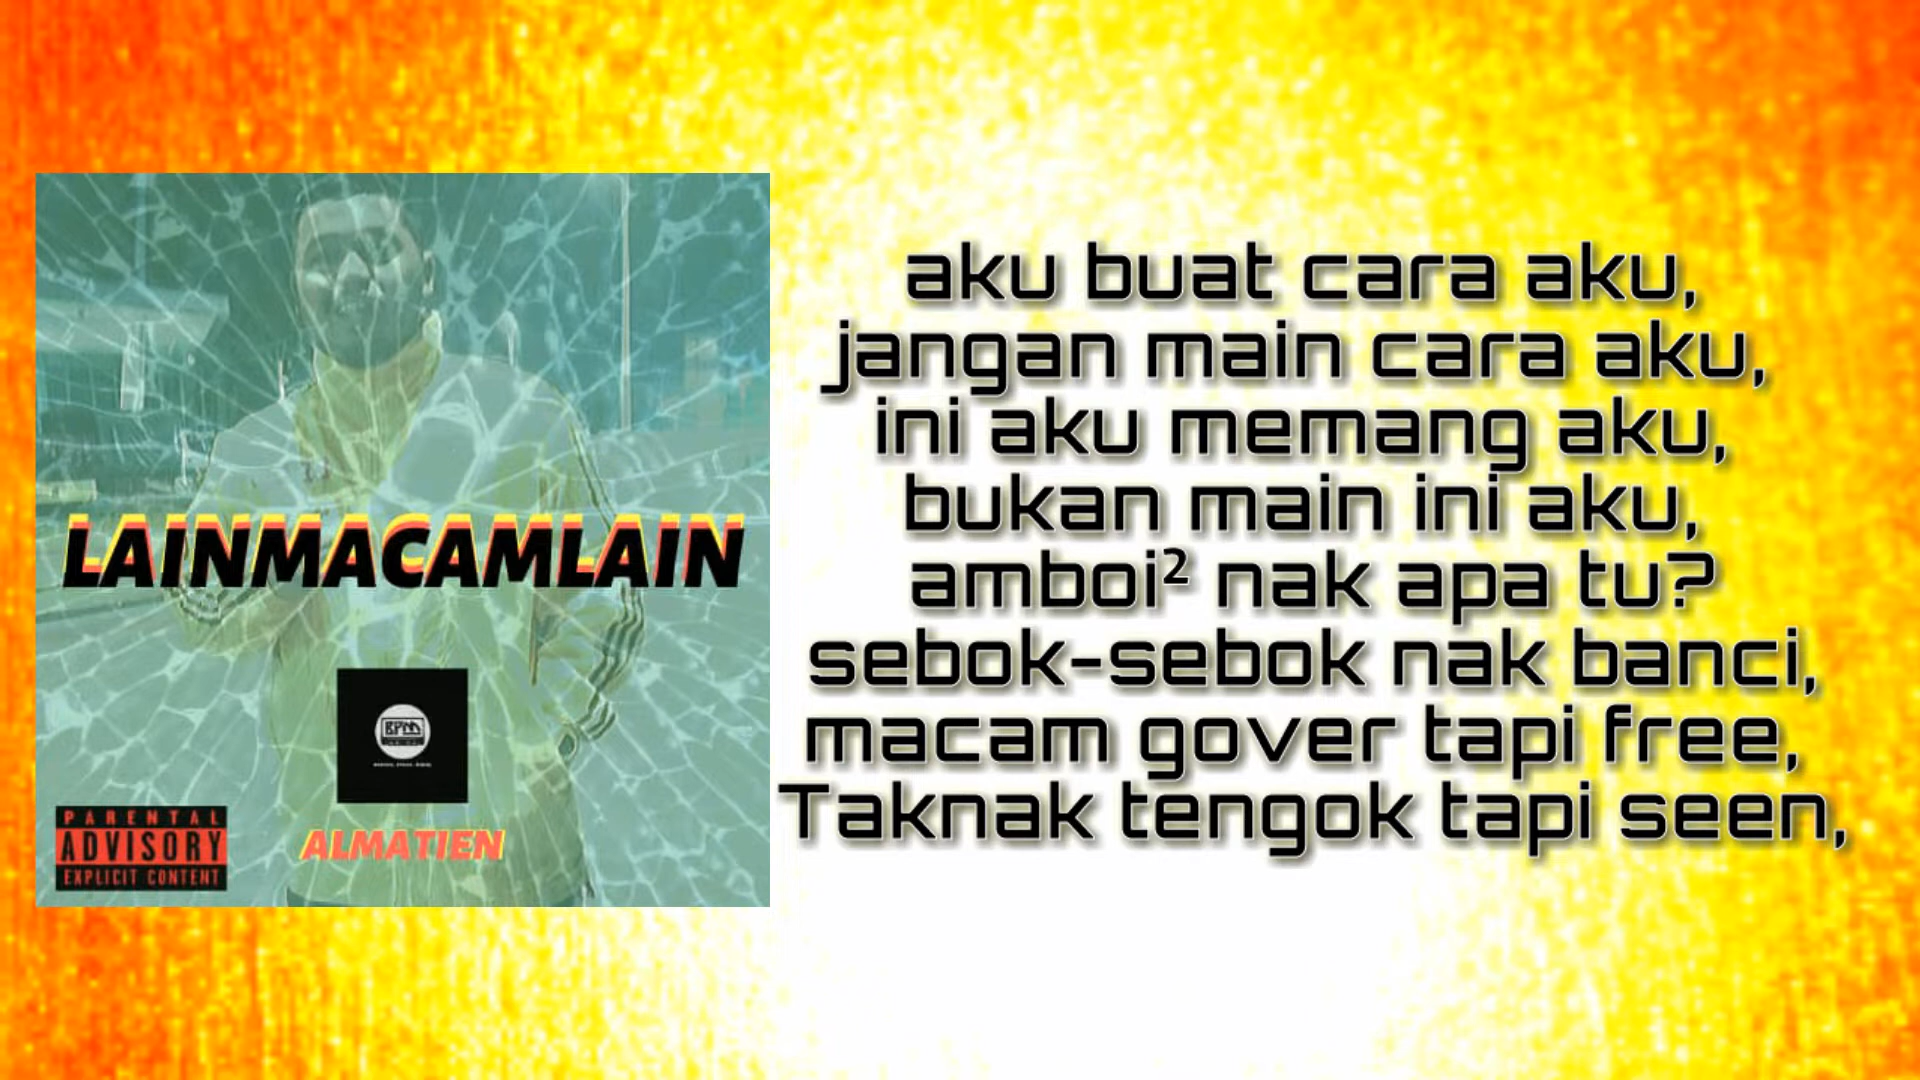 LAINMACAMLAIN
BPM
PARENTAL
ADVISORY
EXPLICIT CONTENT
ALMATIEN
aku buat cara aku,
jangan main cara aku,
ini aku memang aku,
bukan main ini aku,
amboi² nak apa tu?
sebok-sebok nak banci,
macam gover tapi free,
Taknak tengok tapi seen,